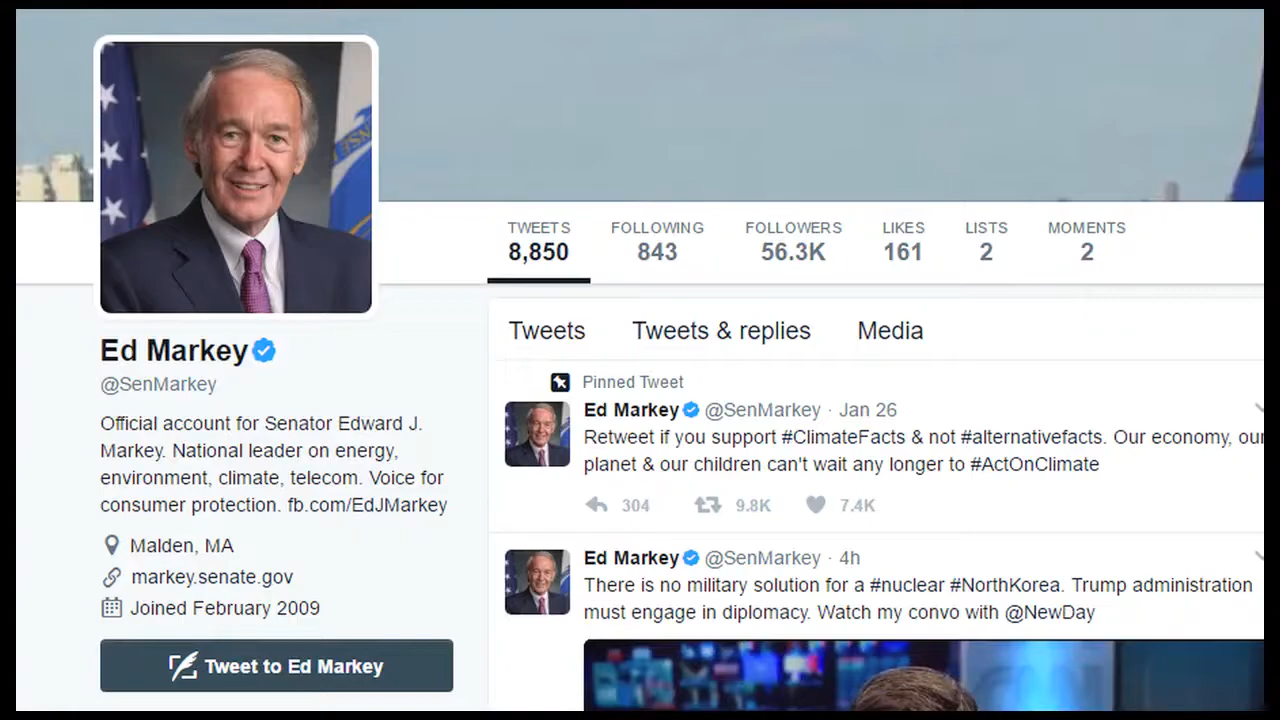 TWEETS FOLLOWING FOLLOWERS LIKES LISTS MOMENTS
8,850 843 56.3K 161 2 2
Ed Markey
@SenMarkey
Official account for Senator Edward J.
Markey. National leader on energy,
environment, climate, telecom. Voice for
consumer protection. fb.com/EdJMarkey
Malden, MA
markey.senate.gov
Joined February 2009
Tweet to Ed Markey
Tweets Tweets & replies Media
Pinned Tweet
Ed Markey @SenMarkey · Jan 26
Retweet if you support #ClimateFacts & not #alternativefacts. Our economy, our
planet & our children can't wait any longer to #ActOnClimate
304 9.8K 7.4K
Ed Markey @SenMarkey · 4h
There is no military solution for a #nuclear #NorthKorea. Trump administration
must engage in diplomacy. Watch my convo with @NewDay